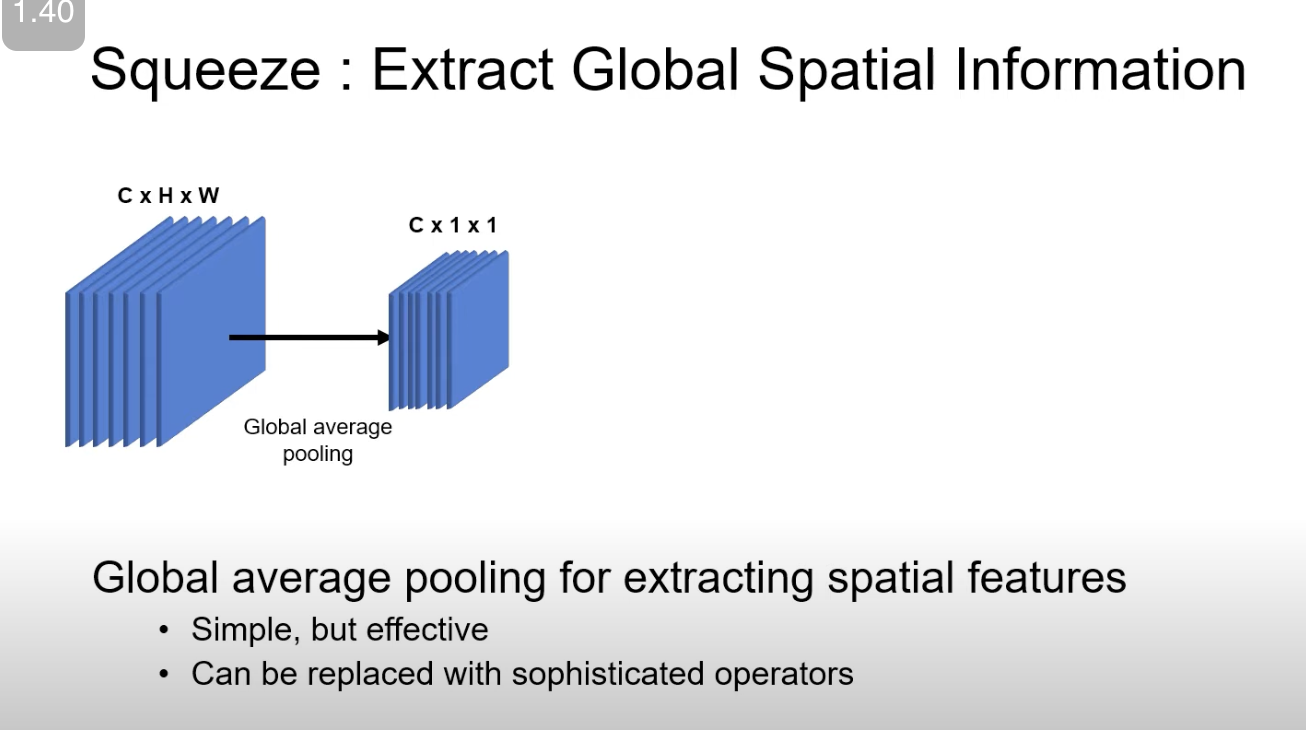 1.40
Squeeze : Extract Global Spatial Information
C x H x W
C x 1 x 1
Global average
pooling
Global average pooling for extracting spatial features
• Simple, but effective
• Can be replaced with sophisticated operators